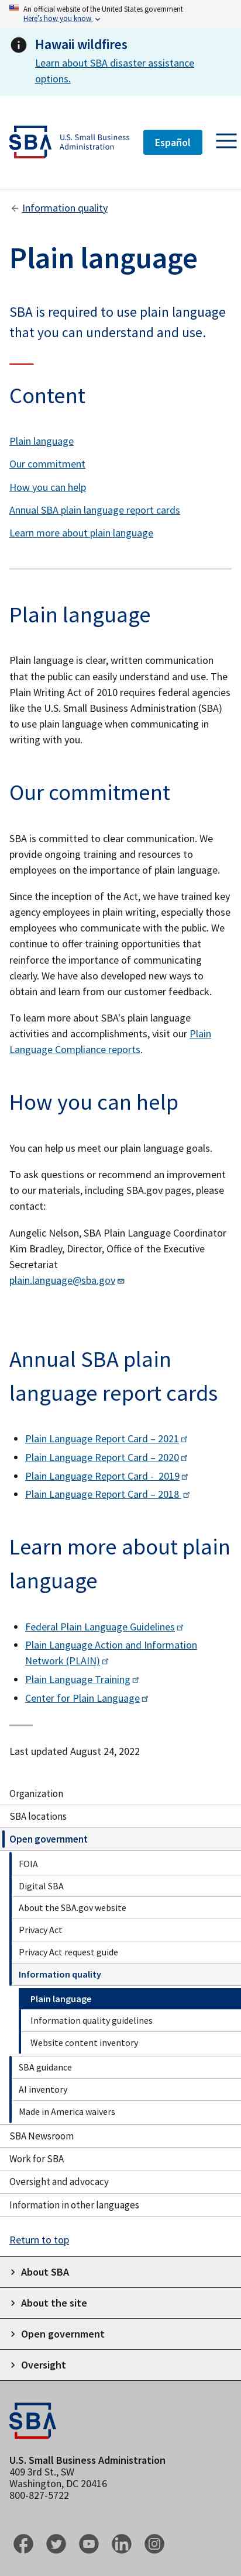 An official website of the United States government
Here's how you know
Hawaii wildfires
Learn about SBA disaster assistance
options.
SBA
U.S. Small Business
Administration
Español
Information quality
Plain language
SBA is required to use plain language
that you can understand and use.
Content
Plain language
Our commitment
How you can help
Annual SBA plain language report cards
Learn more about plain language
Plain language
Plain language is clear, written communication
that the public can easily understand and use. The
Plain Writing Act of 2010 requires federal agencies
like the U.S. Small Business Administration (SBA)
to use plain language when communicating in
writing with you.
Our commitment
SBA is committed to clear communication. We
provide ongoing training and resources to
employees on the importance of plain language.
Since the inception of the Act, we have trained key
agency employees in plain writing, especially those
employees who communicate with the public. We
continue to offer training opportunities that
reinforce the importance of communicating
clearly. We have also developed new ways to
obtain and learn from our customer feedback.
To learn more about SBA's plain language
activities and accomplishments, visit our Plain
Language Compliance reports.
How you can help
You can help us meet our plain language goals.
To ask questions or recommend an improvement
to our materials, including SBA.gov pages, please
contact:
Aungelic Nelson, SBA Plain Language Coordinator
Kim Bradley, Director, Office of the Executive
Secretariat
plain.language@sba.gov
Annual SBA plain
language report cards
Plain Language Report Card – 2021
Plain Language Report Card – 2020
Plain Language Report Card - 2019
Plain Language Report Card – 2018
Learn more about plain
language
Federal Plain Language Guidelines
Plain Language Action and Information
Network (PLAIN)
Plain Language Training
Center for Plain Language
Last updated August 24, 2022
Organization
SBA locations
Open government
FOIA
Digital SBA
About the SBA.gov website
Privacy Act
Privacy Act request guide
Information quality
Plain language
Information quality guidelines
Website content inventory
SBA guidance
AI inventory
Made in America waivers
SBA Newsroom
Work for SBA
Oversight and advocacy
Information in other languages
Return to top
About SBA
About the site
Open government
Oversight
SBA
U.S. Small Business Administration
409 3rd St., SW
Washington, DC 20416
800-827-5722